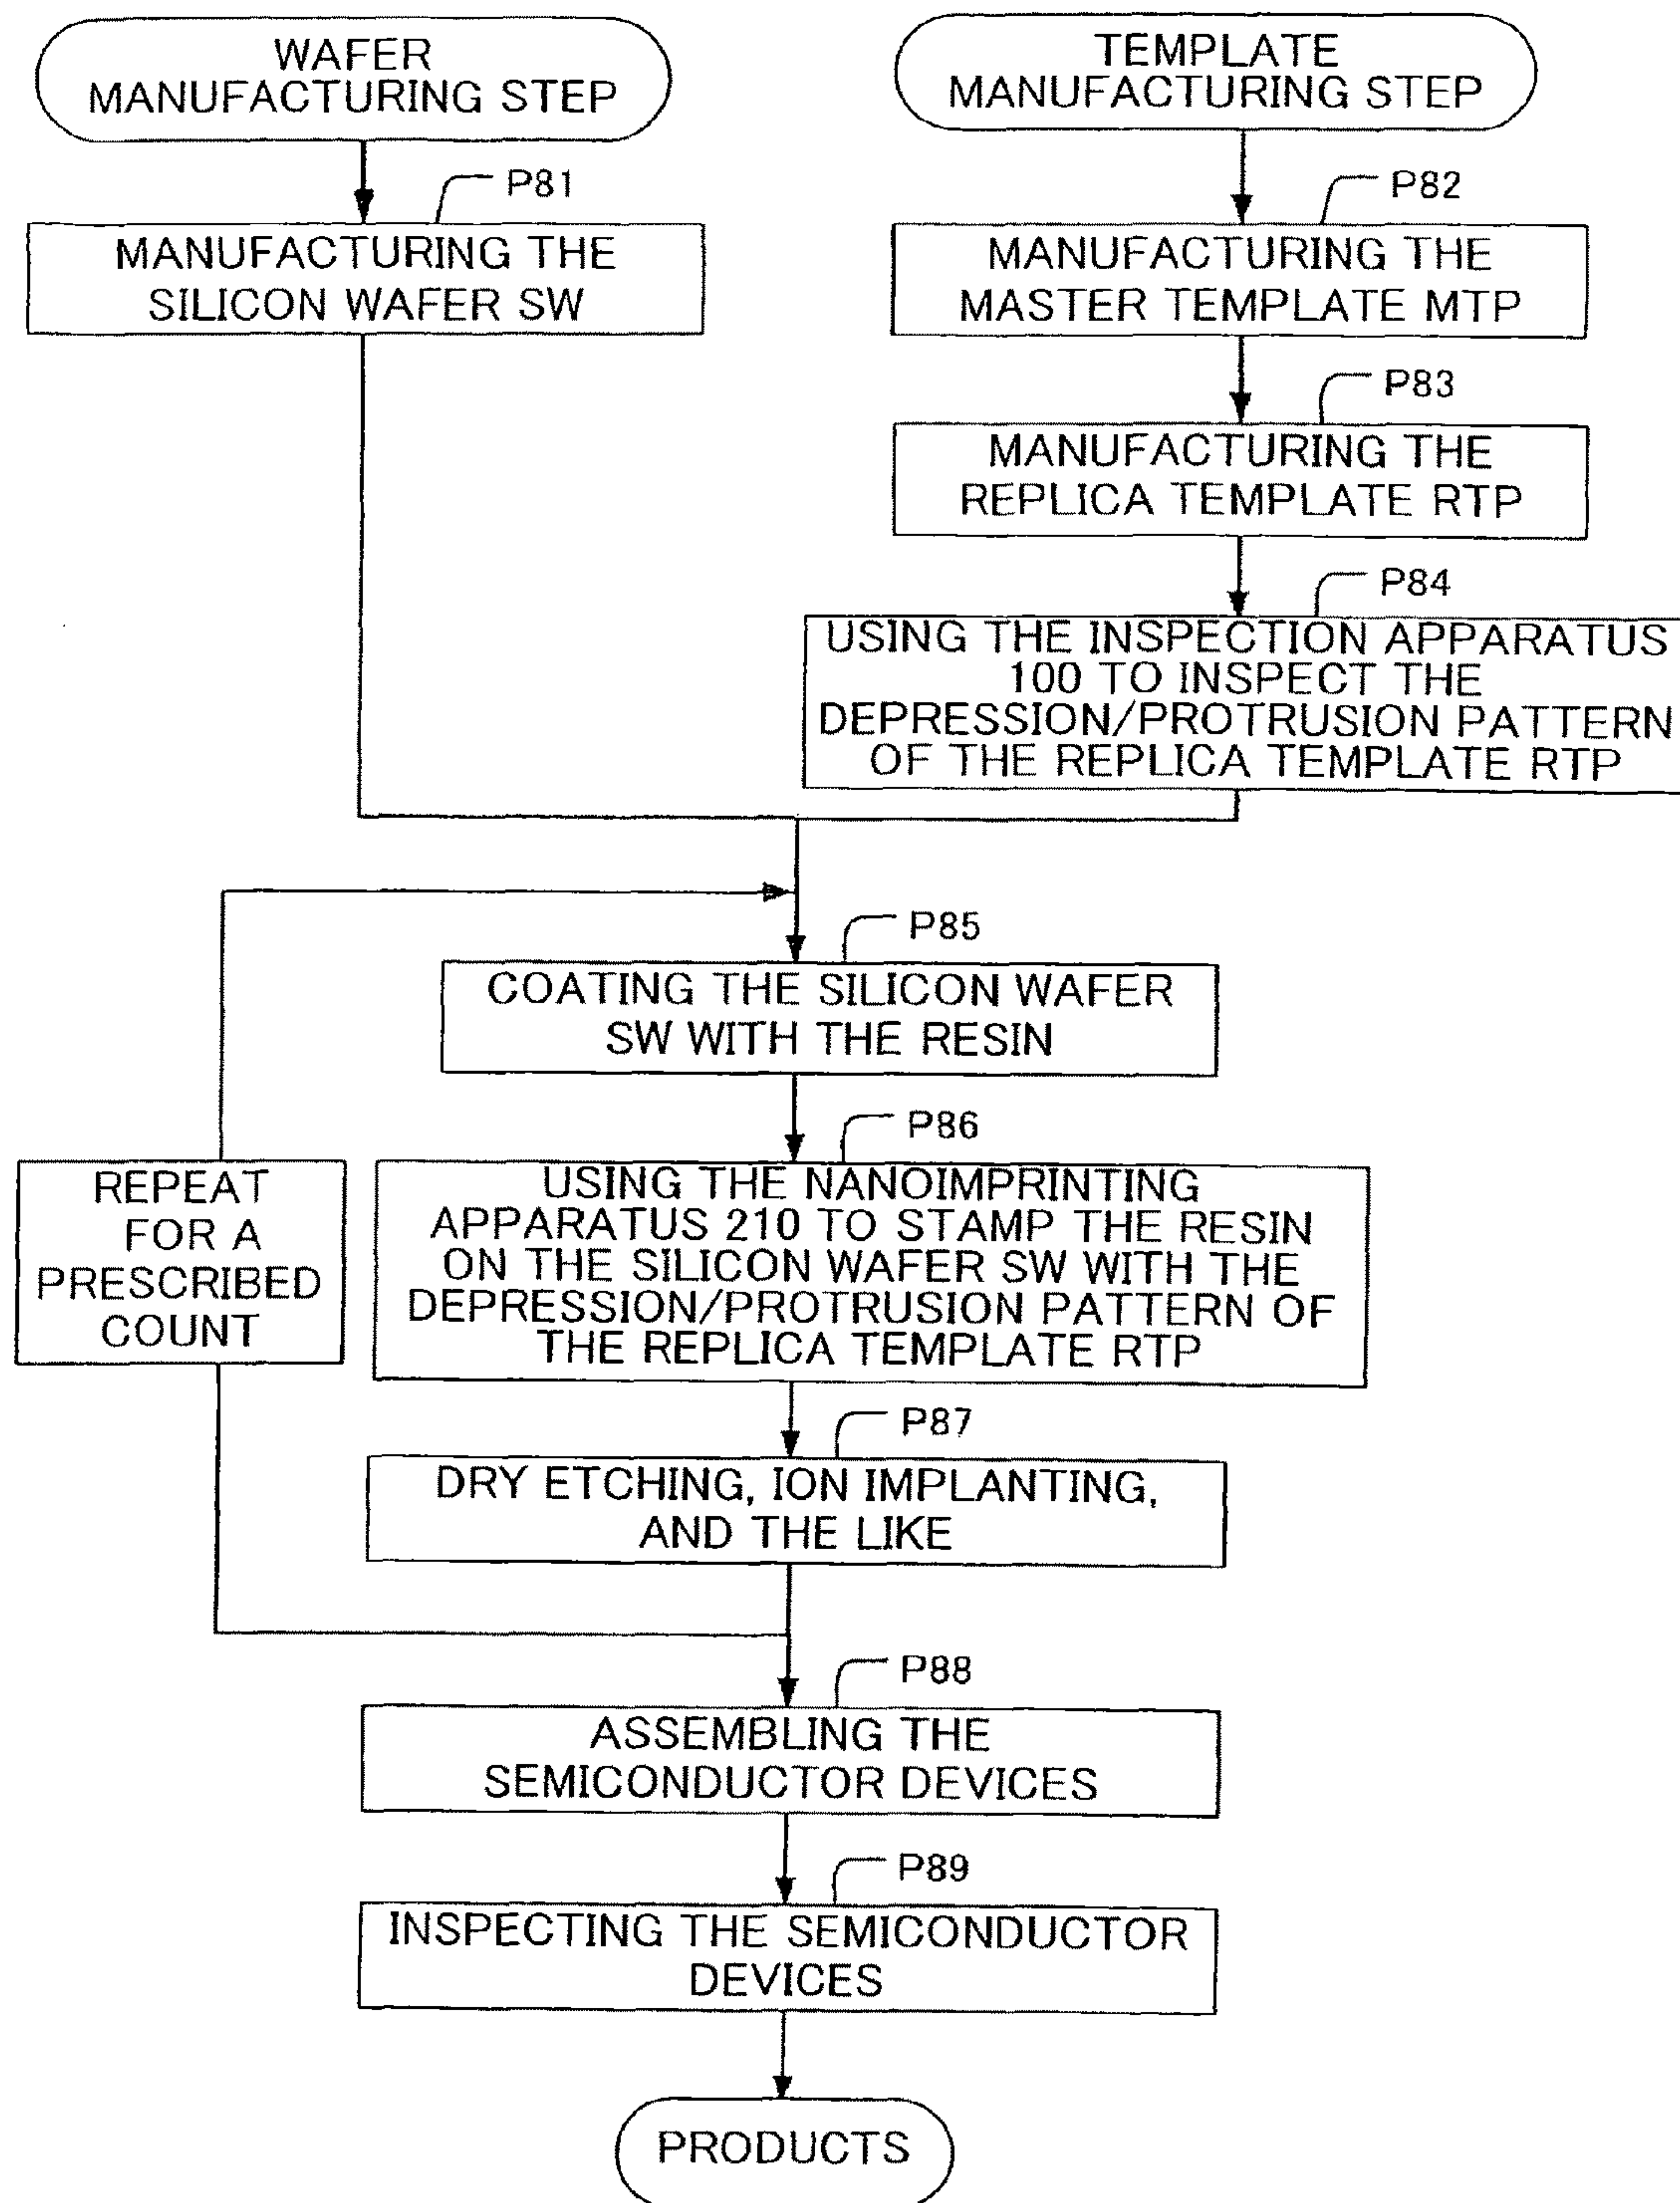 WAFER
MANUFACTURING STEP
TEMPLATE
MANUFACTURING STEP
P81
MANUFACTURING THE
SILICON WAFER SW
P82
MANUFACTURING THE
MASTER TEMPLATE MTP
P83
MANUFACTURING THE
REPLICA TEMPLATE RTP
P84
USING THE INSPECTION APPARATUS
100 TO INSPECT THE
DEPRESSION/PROTRUSION PATTERN
OF THE REPLICA TEMPLATE RTP
P85
COATING THE SILICON WAFER
SW WITH THE RESIN
P86
USING THE NANOIMPRINTING
APPARATUS 210 TO STAMP THE RESIN
ON THE SILICON WAFER SW WITH THE
DEPRESSION/PROTRUSION PATTERN OF
THE REPLICA TEMPLATE RTP
REPEAT
FOR A
PRESCRIBED
COUNT
P87
DRY ETCHING, ION IMPLANTING,
AND THE LIKE
P88
ASSEMBLING THE
SEMICONDUCTOR DEVICES
P89
INSPECTING THE SEMICONDUCTOR
DEVICES
PRODUCTS